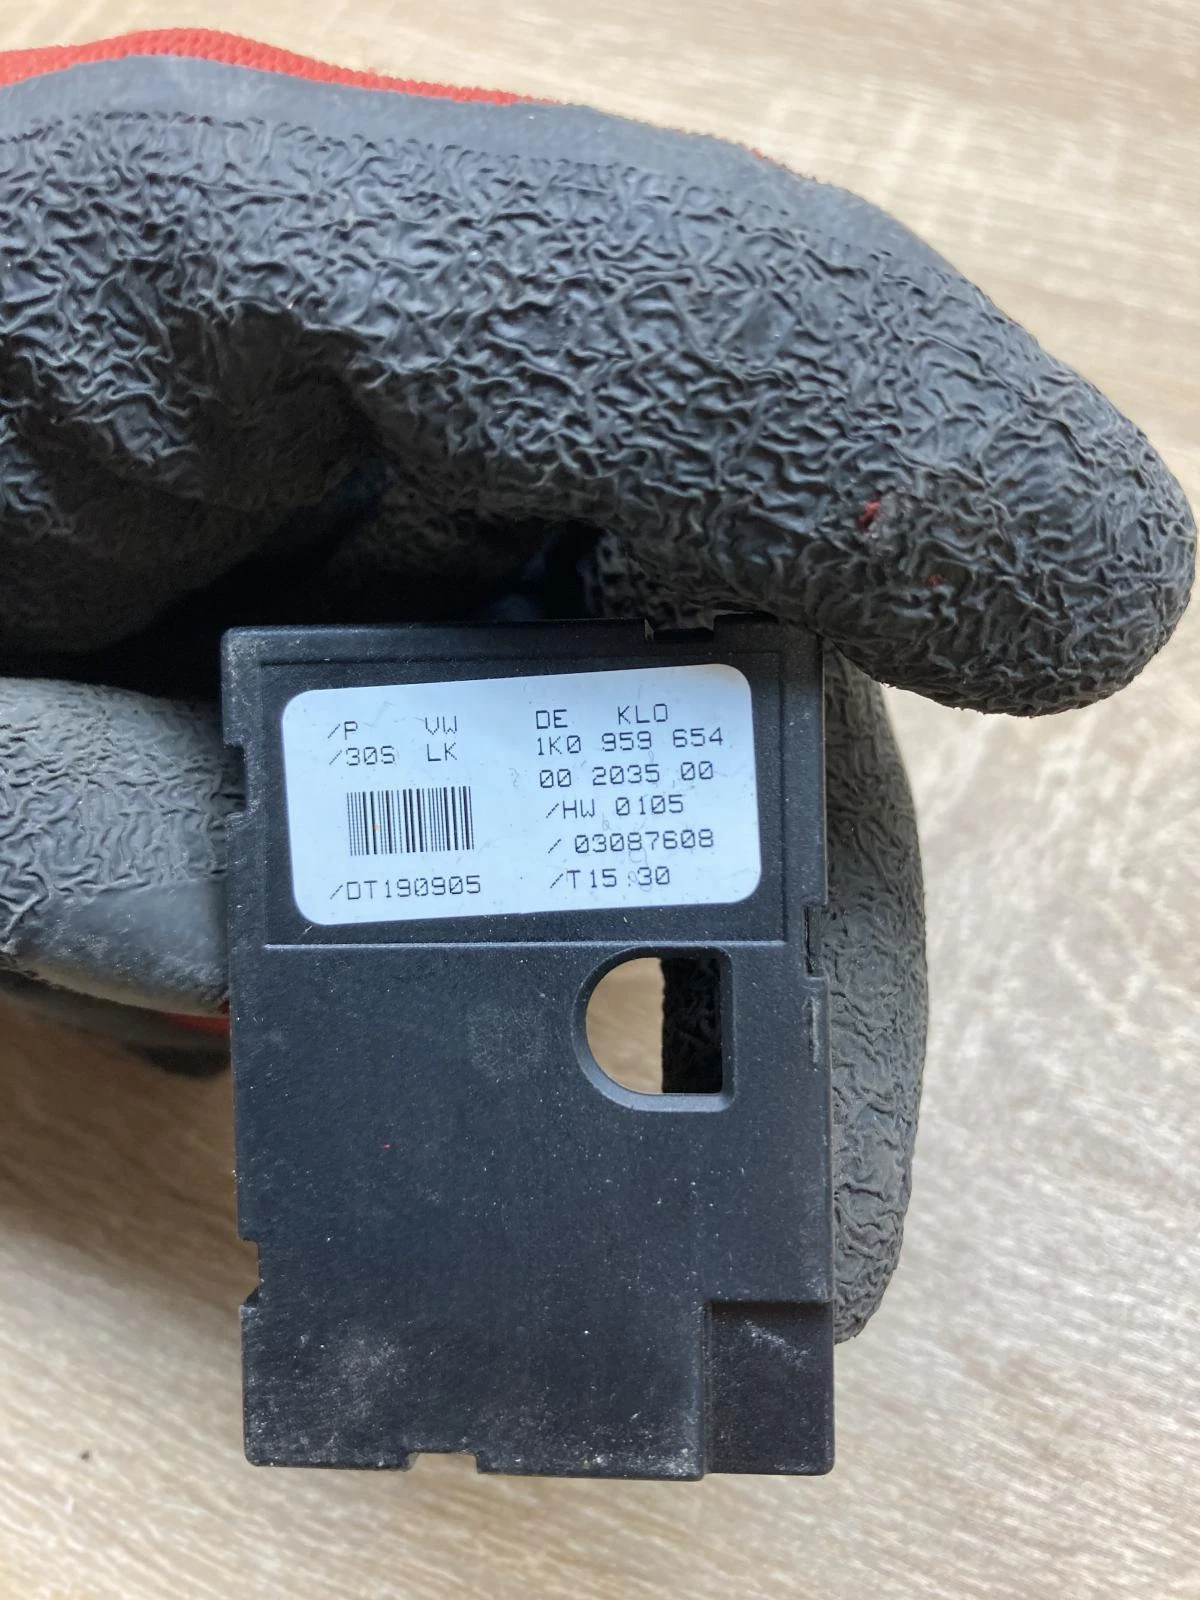 /P VW DE KLO
/30S LK 1K0 959 654
00 2035 00
/HW 0105
/03087608
/DT190905 /T15:30